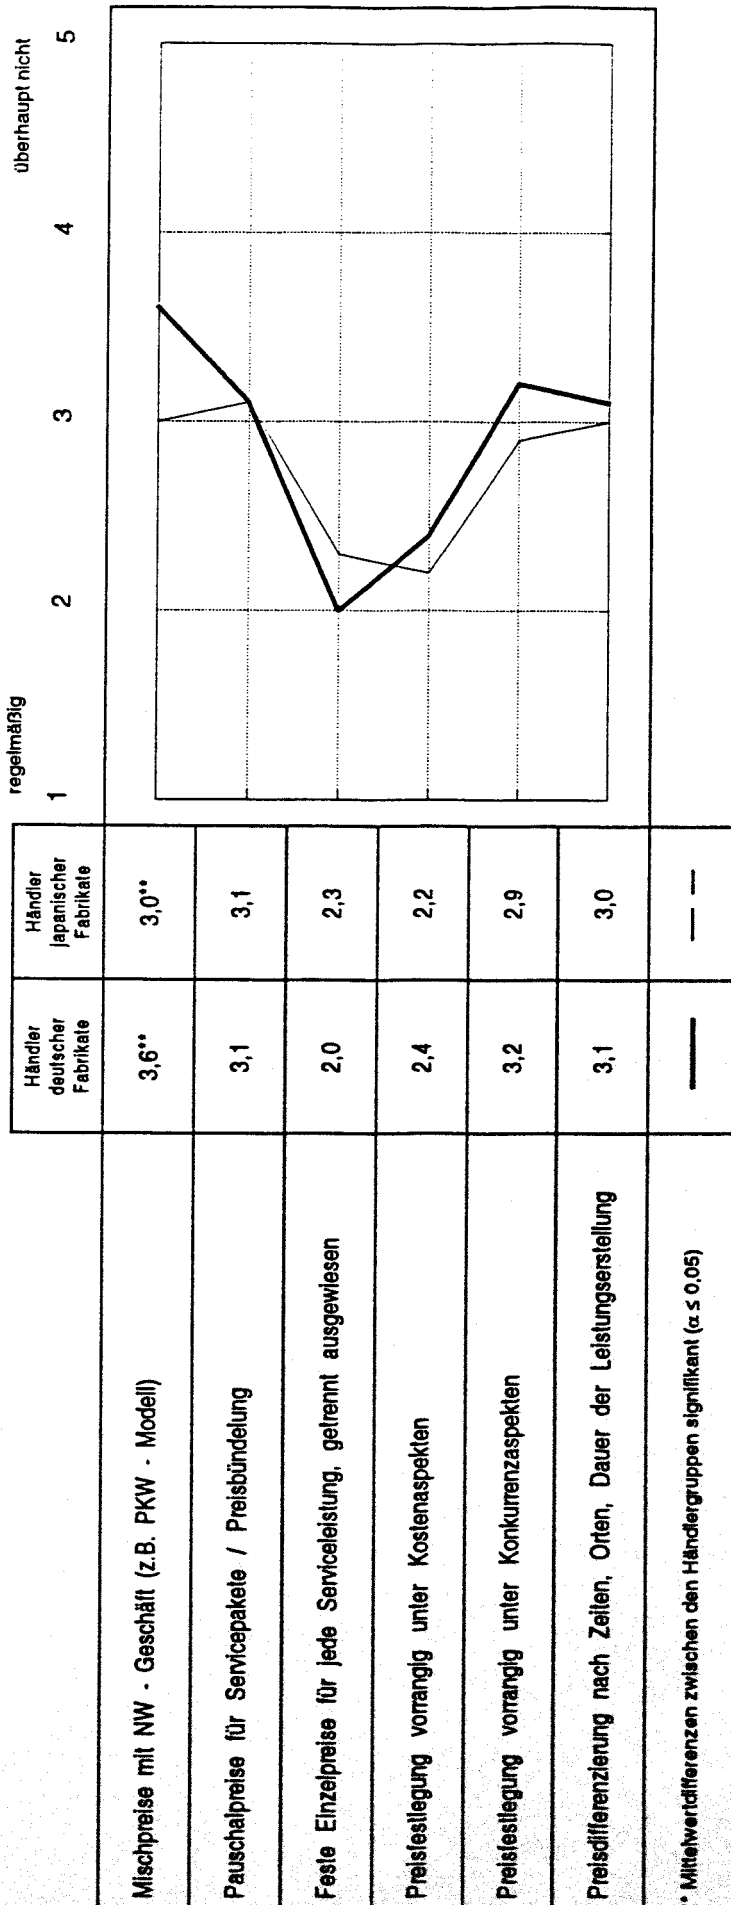 Händler
deutscher
Fabrikate
Händler
japanischer
Fabrikate
regelmäßig
überhaupt nicht
1 2 3 4 5
Mischpreise mit NW - Geschäft (z.B. PKW - Modell) 3,6** 3,0**
Pauschalpreise für Servicepakete / Preisbündelung 3,1 3,1
Feste Einzelpreise für jede Serviceleistung, getrennt ausgewiesen 2,0 2,3
Preisfestlegung vorrangig unter Kostenaspekten 2,4 2,2
Preisfestlegung vorrangig unter Konkurrenzaspekten 3,2 2,9
Preisdifferenzierung nach Zeiten, Orten, Dauer der Leistungserstellung 3,1 3,0
* Mittelwertdifferenzen zwischen den Händlergruppen signifikant (α ≤ 0,05)